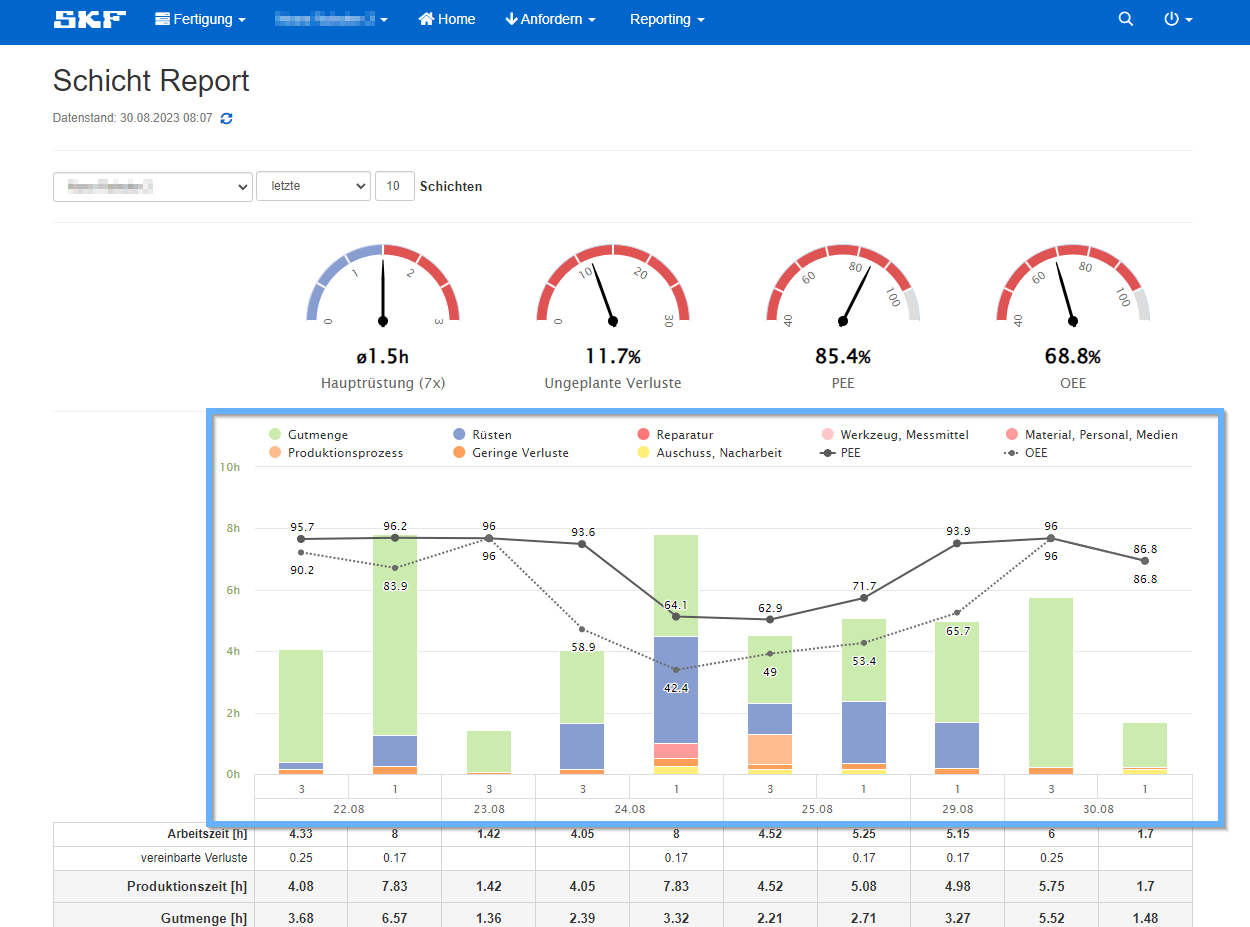 SKF Fertigung Home Anfordern Reporting
Schicht Report
Datenstand: 30.08.2023 08:07
letzte 10 Schichten
0 1 2 3 0 10 20 30 40 60 80 100 40 60 80 100
ø1.5h 11.7% 85.4% 68.8%
Hauptrüstung (7x) Ungeplante Verluste PEE OEE
Gutmenge Rüsten Reparatur Werkzeug, Messmittel Material, Personal, Medien
Produktionsprozess Geringe Verluste Auschuss, Nacharbeit PEE OEE
10h
8h
6h
4h
2h
0h
95.7 96.2 96 93.6 64.1 62.9 71.7 93.9 96 86.8
90.2 83.9 96 58.9 42.4 49 53.4 65.7 96 86.8
3 1 3 3 1 3 1 1 3 1
22.08 23.08 24.08 25.08 29.08 30.08
Arbeitszeit [h] 4.33 8 1.42 4.05 8 4.52 5.25 5.15 6 1.7
vereinbarte Verluste 0.25 0.17 0.17 0.17 0.17 0.25
Produktionszeit [h] 4.08 7.83 1.42 4.05 7.83 4.52 5.08 4.98 5.75 1.7
Gutmenge [h] 3.68 6.57 1.36 2.39 3.32 2.21 2.71 3.27 5.52 1.48